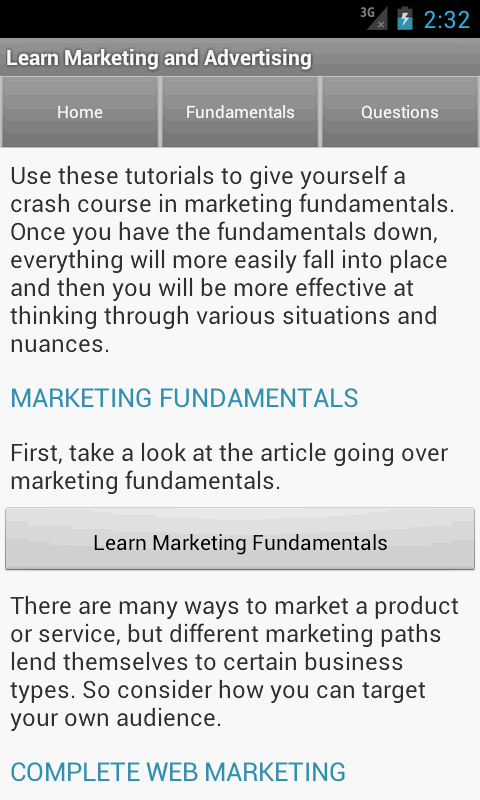 3G 2:32
Learn Marketing and Advertising
Home Fundamentals Questions
Use these tutorials to give yourself a
crash course in marketing fundamentals.
Once you have the fundamentals down,
everything will more easily fall into place
and then you will be more effective at
thinking through various situations and
nuances.
MARKETING FUNDAMENTALS
First, take a look at the article going over
marketing fundamentals.
Learn Marketing Fundamentals
There are many ways to market a product
or service, but different marketing paths
lend themselves to certain business
types. So consider how you can target
your own audience.
COMPLETE WEB MARKETING